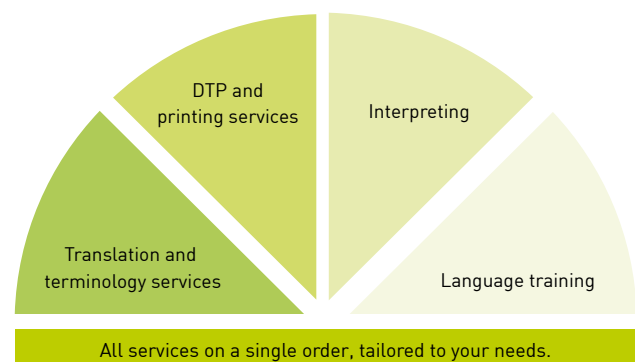 DTP and
printing services
Interpreting
Translation and
terminology services
Language training
All services on a single order, tailored to your needs.